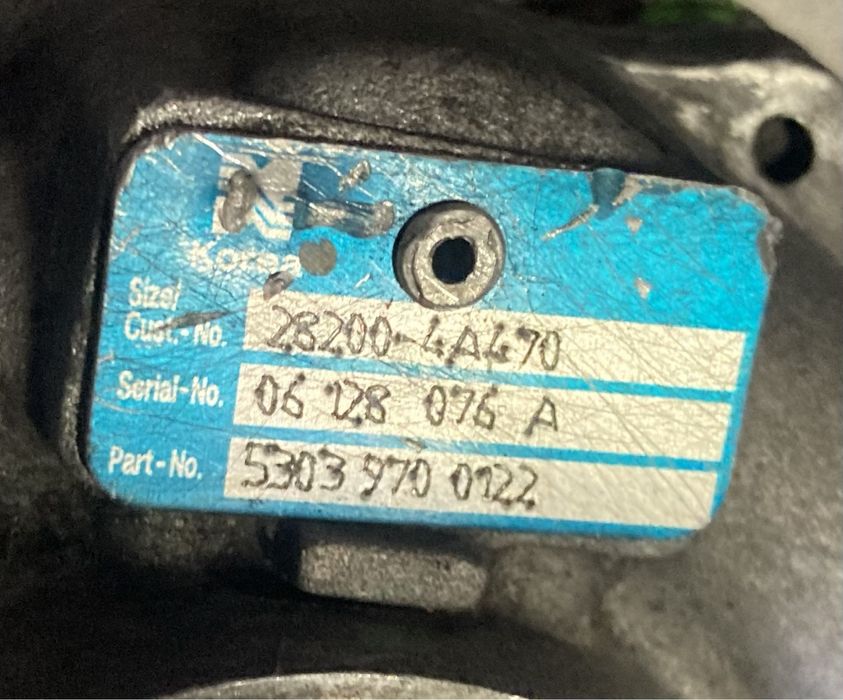 Korea
Size/
Cust.-No. 28200-4A470
Serial-No. 06 128 076 A
Part-No. 5303 970 0122